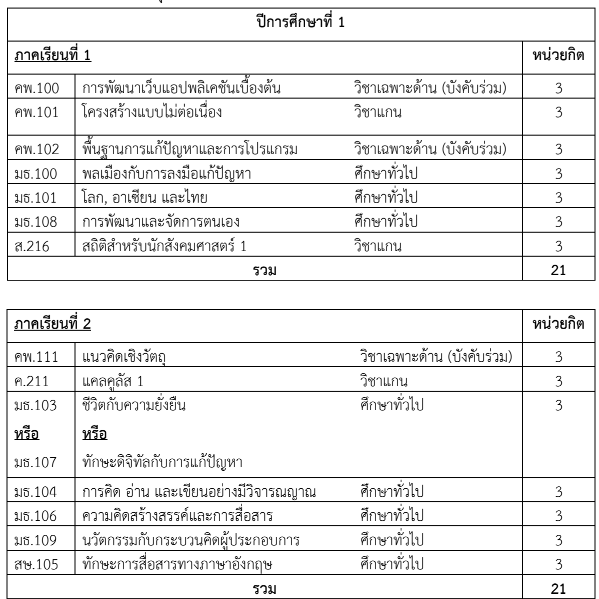 ปีการศึกษาที่ 1
ภาคเรียนที่ 1 หน่วยกิต
คพ.100 การพัฒนาเว็บแอปพลิเคชันเบื้องต้น วิชาเฉพาะด้าน (บังคับร่วม) 3
คพ.101 โครงสร้างแบบไม่ต่อเนื่อง วิชาแกน 3
คพ.102 พื้นฐานการแก้ปัญหาและการโปรแกรม วิชาเฉพาะด้าน (บังคับร่วม) 3
มธ.100 พลเมืองกับการลงมือแก้ปัญหา ศึกษาทั่วไป 3
มธ.101 โลก, อาเซียน และไทย ศึกษาทั่วไป 3
มธ.108 การพัฒนาและจัดการตนเอง ศึกษาทั่วไป 3
ส.216 สถิติสำหรับนักสังคมศาสตร์ 1 วิชาแกน 3
รวม 21
ภาคเรียนที่ 2 หน่วยกิต
คพ.111 แนวคิดเชิงวัตถุ วิชาเฉพาะด้าน (บังคับร่วม) 3
ค.211 แคลคูลัส 1 วิชาแกน 3
มธ.103 ชีวิตกับความยั่งยืน ศึกษาทั่วไป 3
หรือ หรือ
มธ.107 ทักษะดิจิทัลกับการแก้ปัญหา
มธ.104 การคิด อ่าน และเขียนอย่างมีวิจารณญาณ ศึกษาทั่วไป 3
มธ.106 ความคิดสร้างสรรค์และการสื่อสาร ศึกษาทั่วไป 3
มธ.109 นวัตกรรมกับกระบวนคิดผู้ประกอบการ ศึกษาทั่วไป 3
สษ.105 ทักษะการสื่อสารทางภาษาอังกฤษ ศึกษาทั่วไป 3
รวม 21